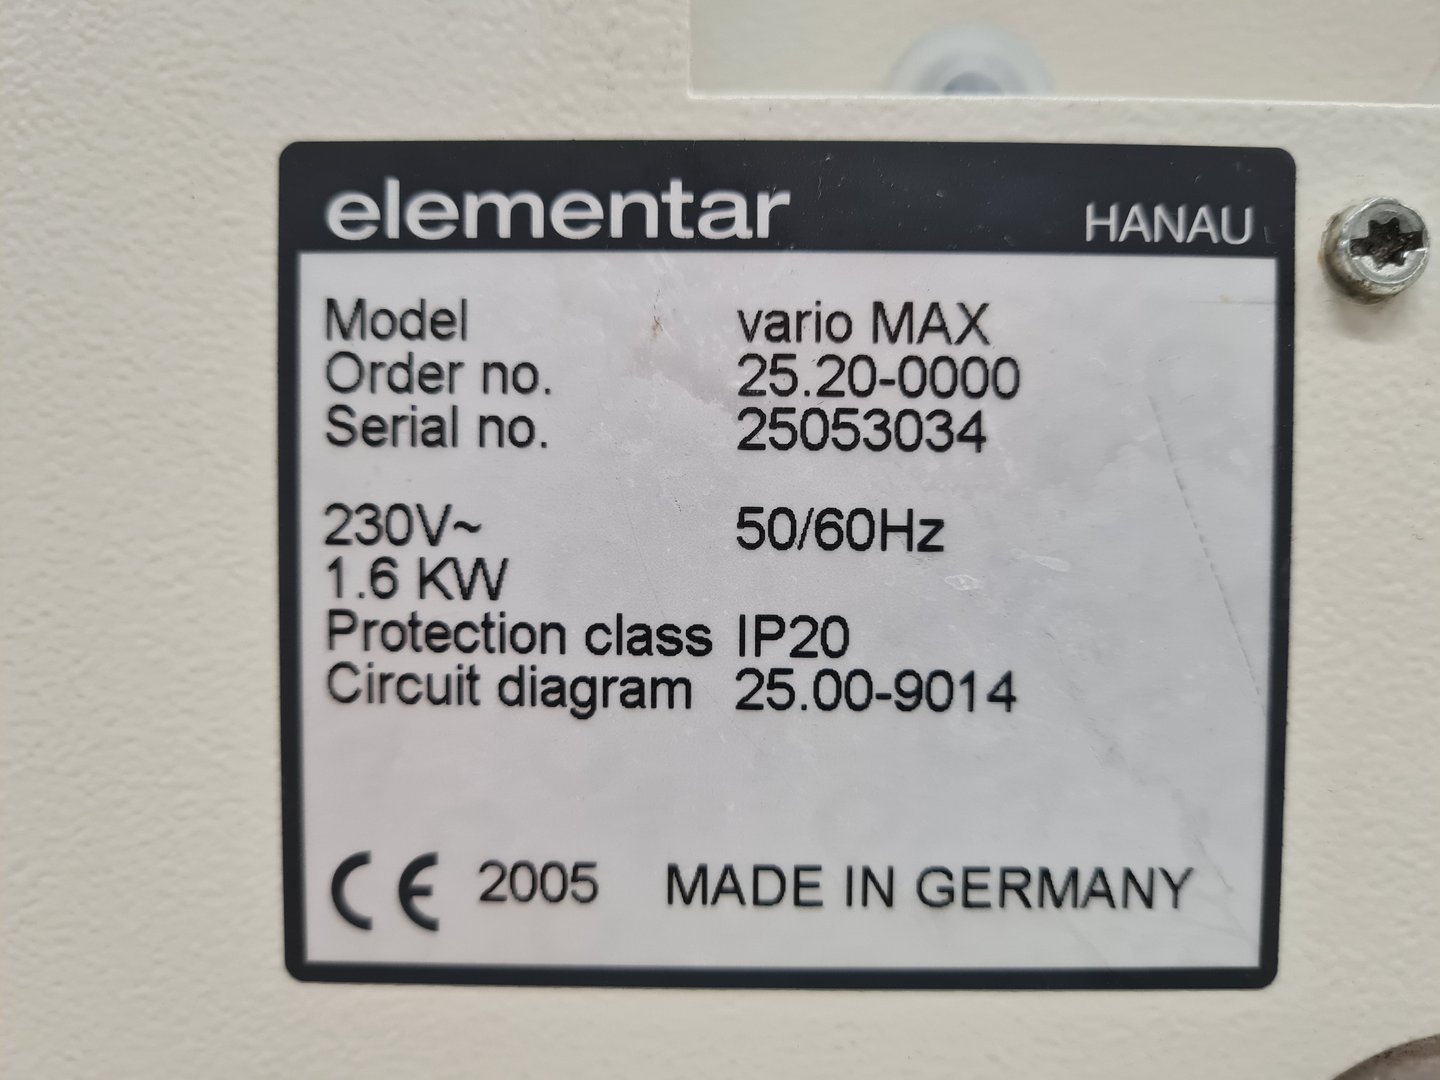 elementar HANAU
Model vario MAX
Order no. 25.20-0000
Serial no. 25053034
230V~ 50/60Hz
1.6 KW
Protection class IP20
Circuit diagram 25.00-9014
CE 2005 MADE IN GERMANY